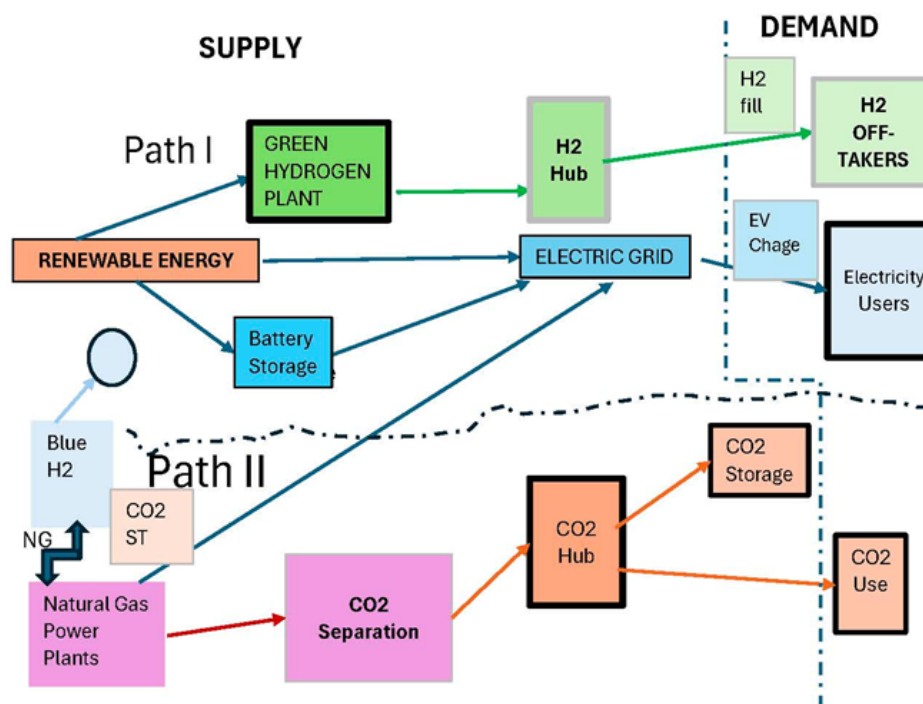 SUPPLY
DEMAND
H2
fill
H2
OFF-
TAKERS
Path I
GREEN
HYDROGEN
PLANT
H2
Hub
RENEWABLE ENERGY
ELECTRIC GRID
EV
Chage
Electricity
Users
Battery
Storage
Blue
H2
Path II
CO2
ST
NG
CO2
Storage
CO2
Hub
CO2
Use
Natural Gas
Power
Plants
CO2
Separation